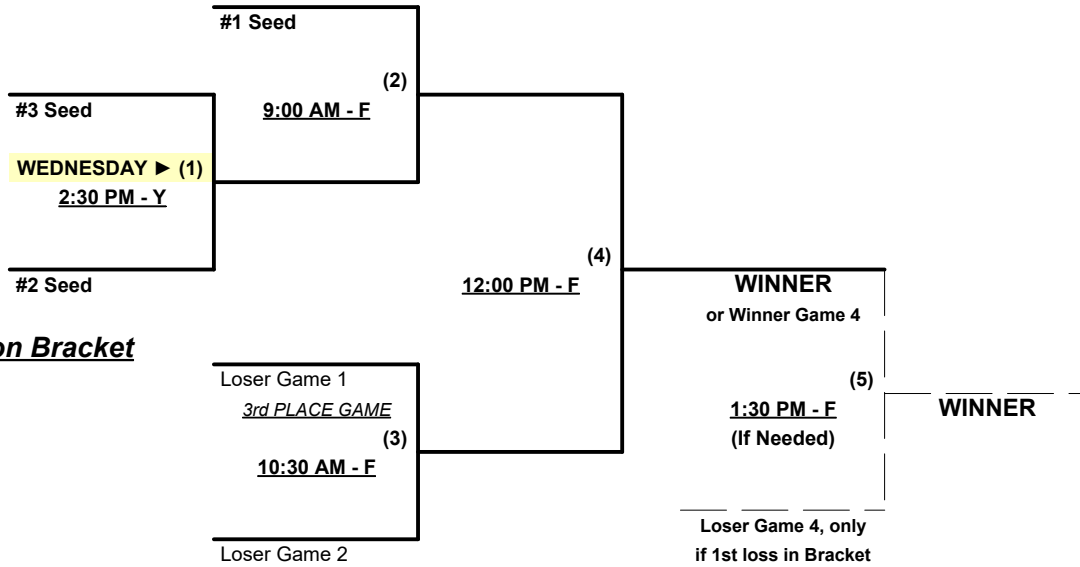 #1 Seed
(2)
9:00 AM - F
#3 Seed
WEDNESDAY ► (1)
2:30 PM - Y
#2 Seed
(4)
12:00 PM - F
WINNER
or Winner Game 4
on Bracket
Loser Game 1
3rd PLACE GAME
(3)
10:30 AM - F
Loser Game 2
(5)
1:30 PM - F
(If Needed)
WINNER
Loser Game 4, only
if 1st loss in Bracket